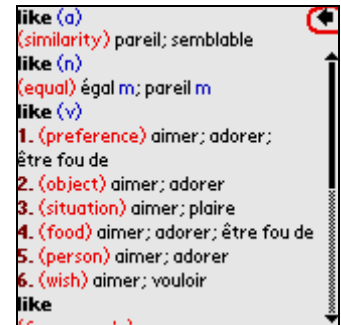 like (a)
(similarity) pareil; semblable
like (n)
(equal) égal m; pareil m
like (v)
1. (preference) aimer; adorer;
être fou de
2. (object) aimer; adorer
3. (situation) aimer; plaire
4. (food) aimer; adorer; être fou de
5. (person) aimer; adorer
6. (wish) aimer; vouloir
like